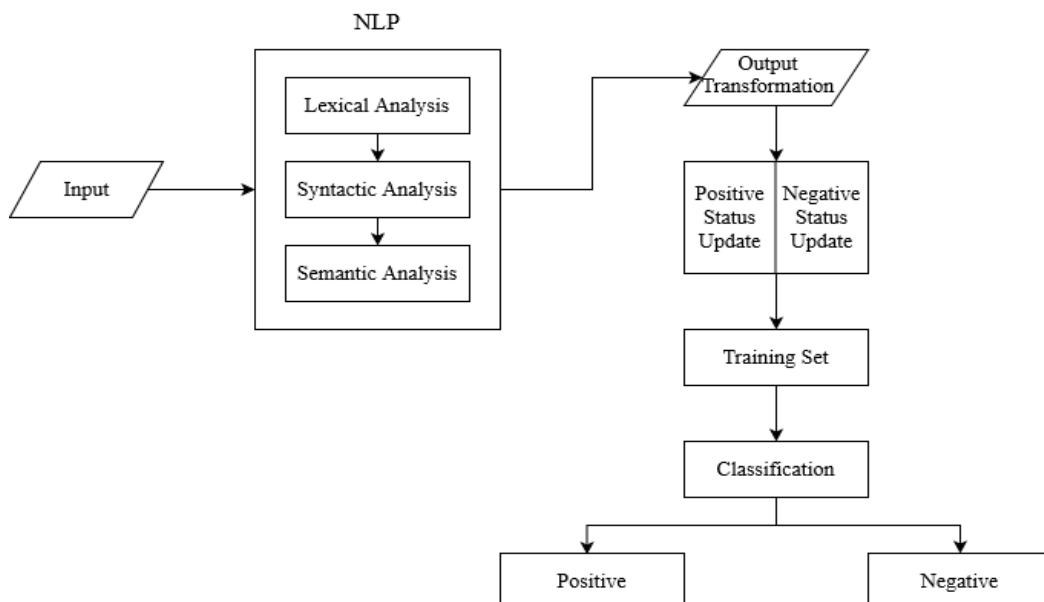 NLP
Lexical Analysis
Input
Syntactic Analysis
Semantic Analysis
Output
Transformation
Positive
Status
Update
Negative
Status
Update
Training Set
Classification
Positive
Negative